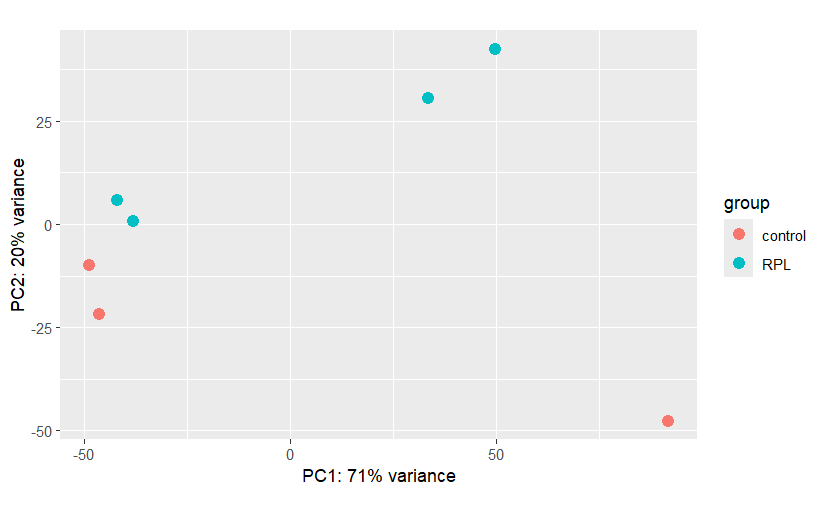 PC2: 20% variance
25
0
-25
-50
-50
0
50
PC1: 71% variance
group
control
RPL